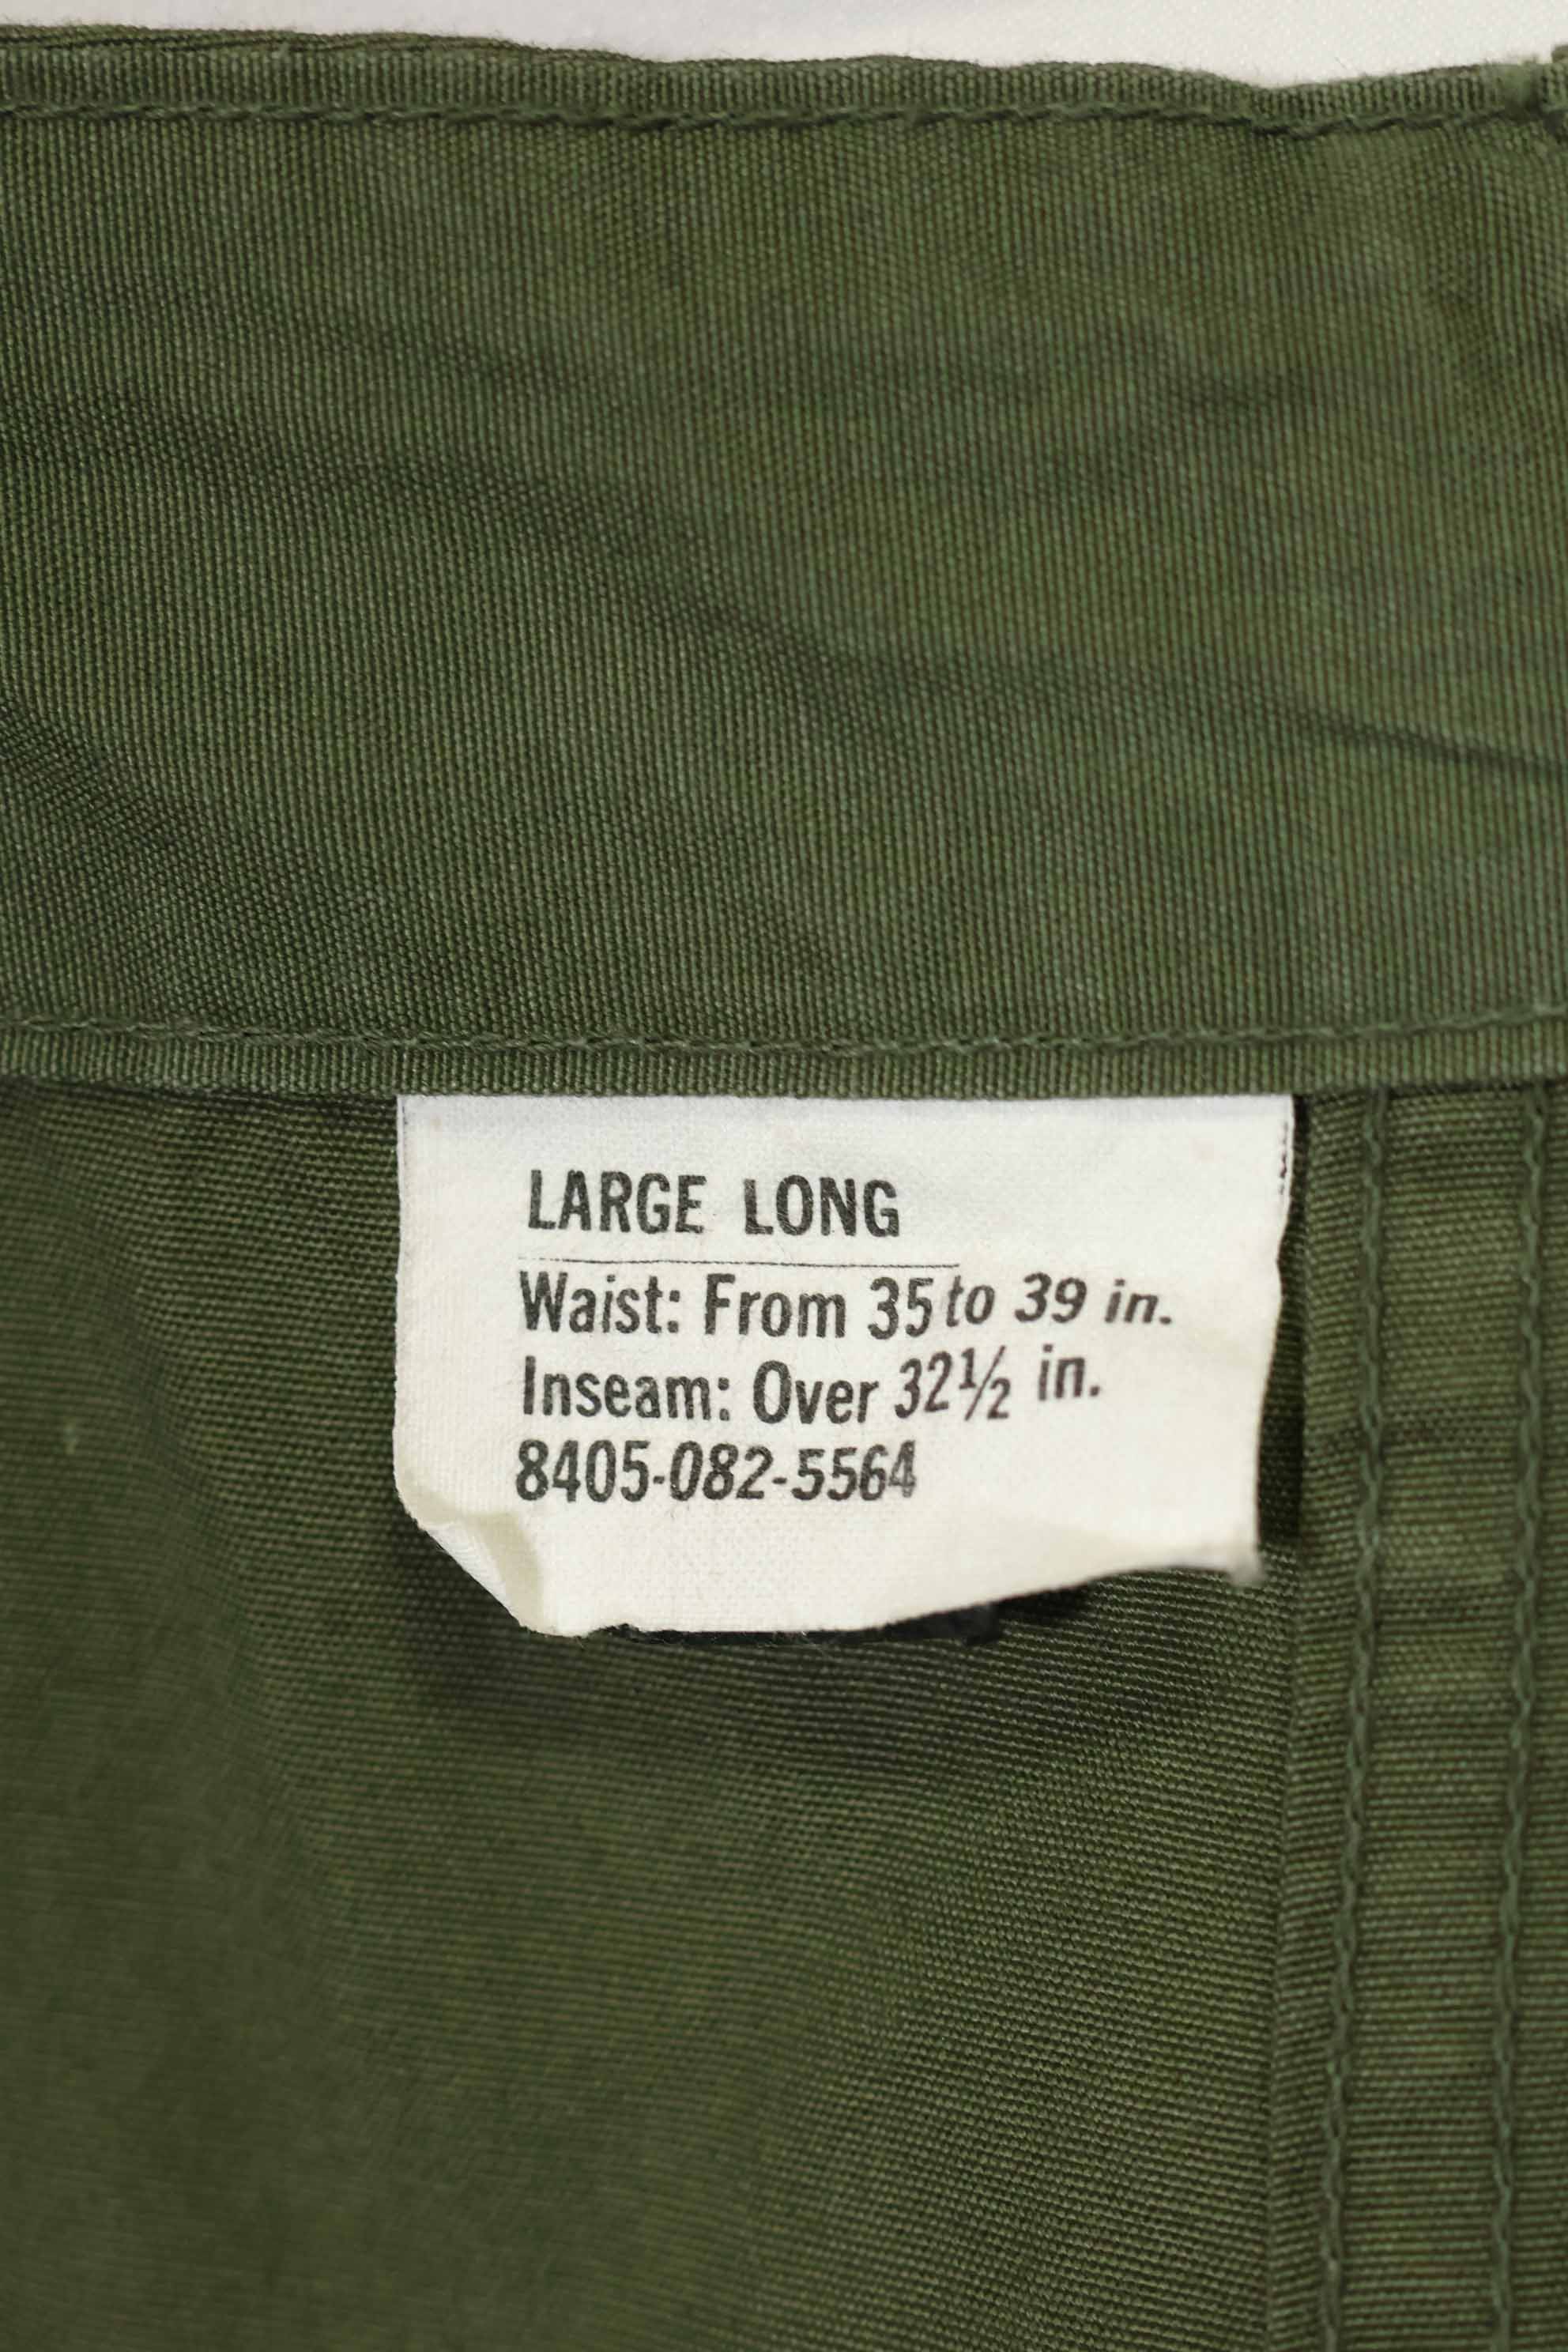 LARGE LONG
Waist: From 35 to 39 in.
Inseam: Over 32½ in.
8405-082-5564